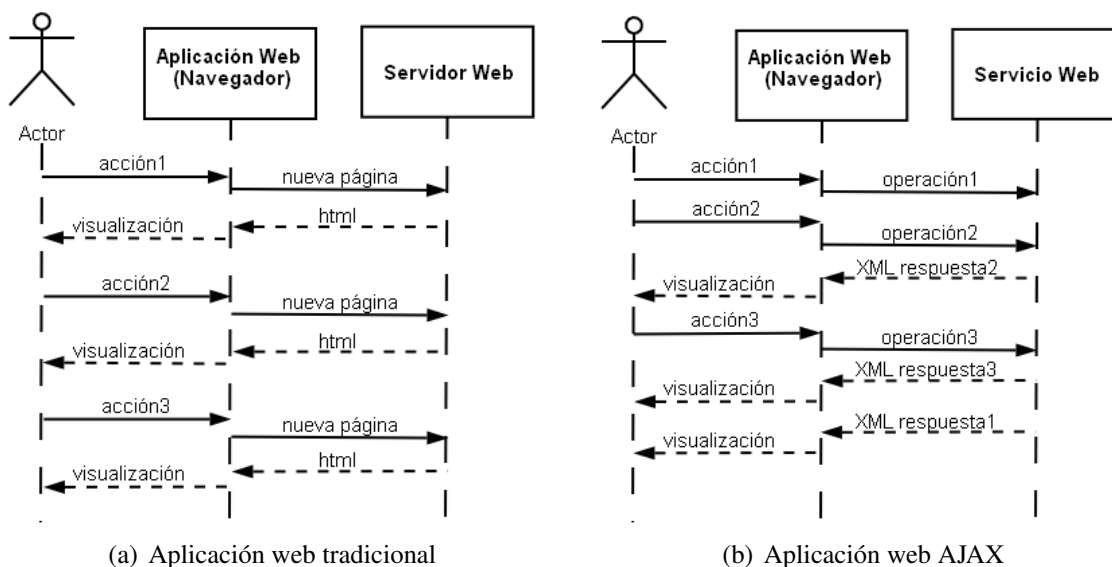 Aplicación Web
(Navegador)
Servidor Web
Actor
acción1
nueva página
html
visualización
acción2
nueva página
html
visualización
acción3
nueva página
html
visualización
(a) Aplicación web tradicional
Aplicación Web
(Navegador)
Servicio Web
Actor
acción1
operación1
acción2
operación2
XML respuesta2
visualización
acción3
operación3
XML respuesta3
visualización
XML respuesta1
visualización
(b) Aplicación web AJAX